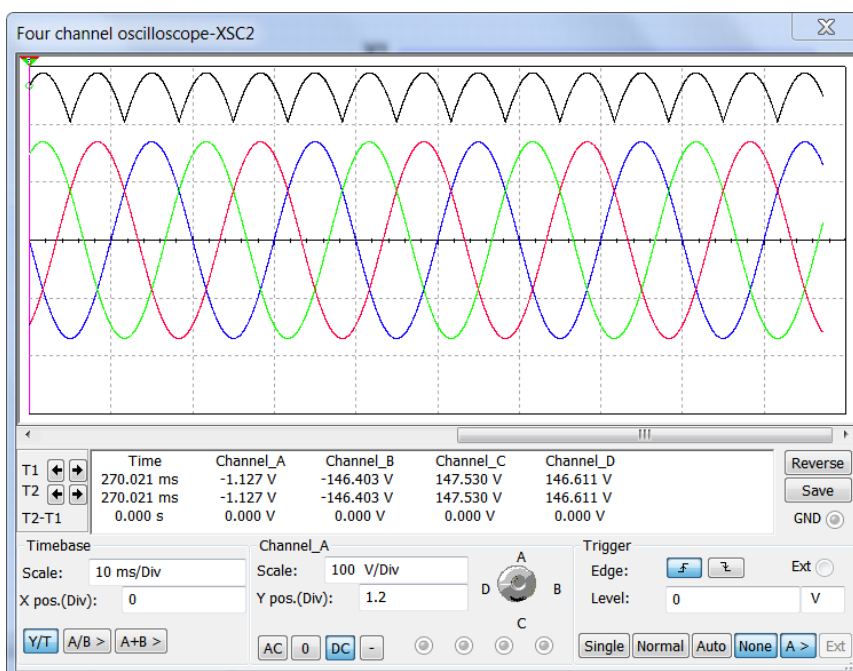 Four channel oscilloscope-XSC2
Time Channel_A Channel_B Channel_C Channel_D
T1 270.021 ms -1.127 V -146.403 V 147.530 V 146.611 V
T2 270.021 ms -1.127 V -146.403 V 147.530 V 146.611 V
T2-T1 0.000 s 0.000 V 0.000 V 0.000 V 0.000 V
Reverse
Save
GND
Timebase
Scale: 10 ms/Div
X pos.(Div): 0
Y/T A/B > A+B >
Channel_A
Scale: 100 V/Div
Y pos.(Div): 1.2
AC 0 DC -
A
D B
C
Trigger
Edge: Ext
Level: 0 V
Single Normal Auto None A > Ext